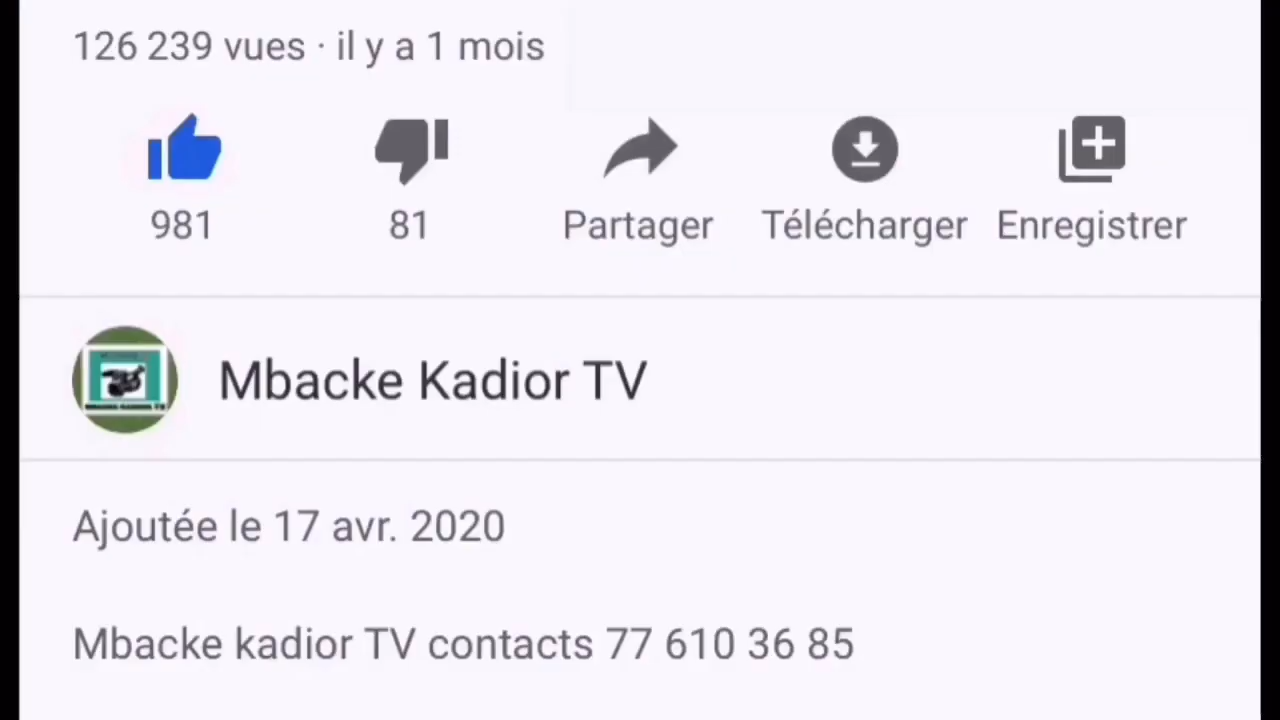 126 239 vues · il y a 1 mois
981 81 Partager Télécharger Enregistrer
Mbacke Kadior TV
Ajoutée le 17 avr. 2020
Mbacke kadior TV contacts 77 610 36 85